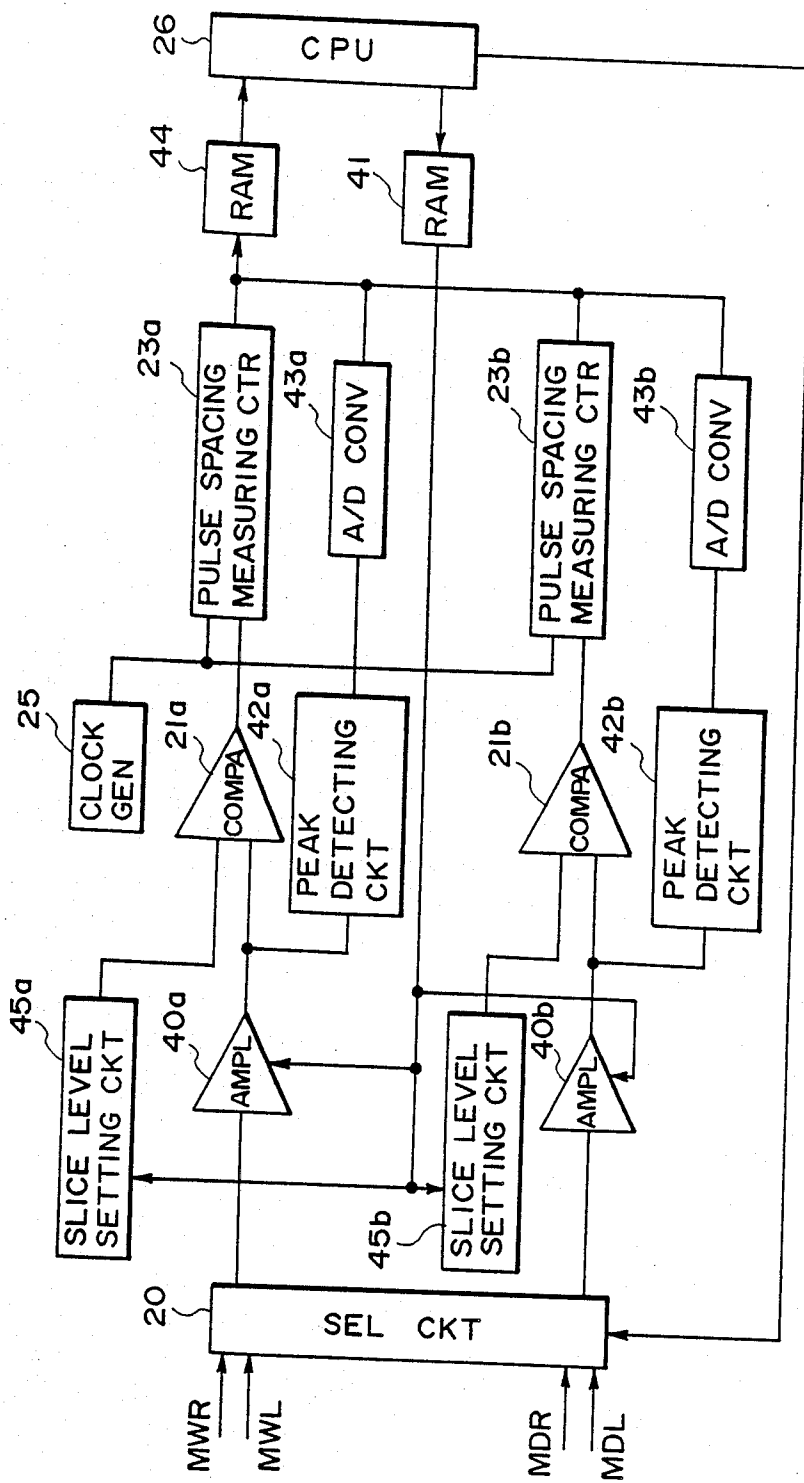 MWR
MWL
MDR
MDL
20
SEL CKT
45a
SLICE LEVEL
SETTING CKT
45b
SLICE LEVEL
SETTING CKT
40a
AMPL
40b
AMPL
25
CLOCK
GEN
21a
COMPA
42a
PEAK
DETECTING
CKT
21b
COMPA
42b
PEAK
DETECTING
CKT
23a
PULSE SPACING
MEASURING CTR
43a
A/D CONV
23b
PULSE SPACING
MEASURING CTR
43b
A/D CONV
44
RAM
41
RAM
26
CPU